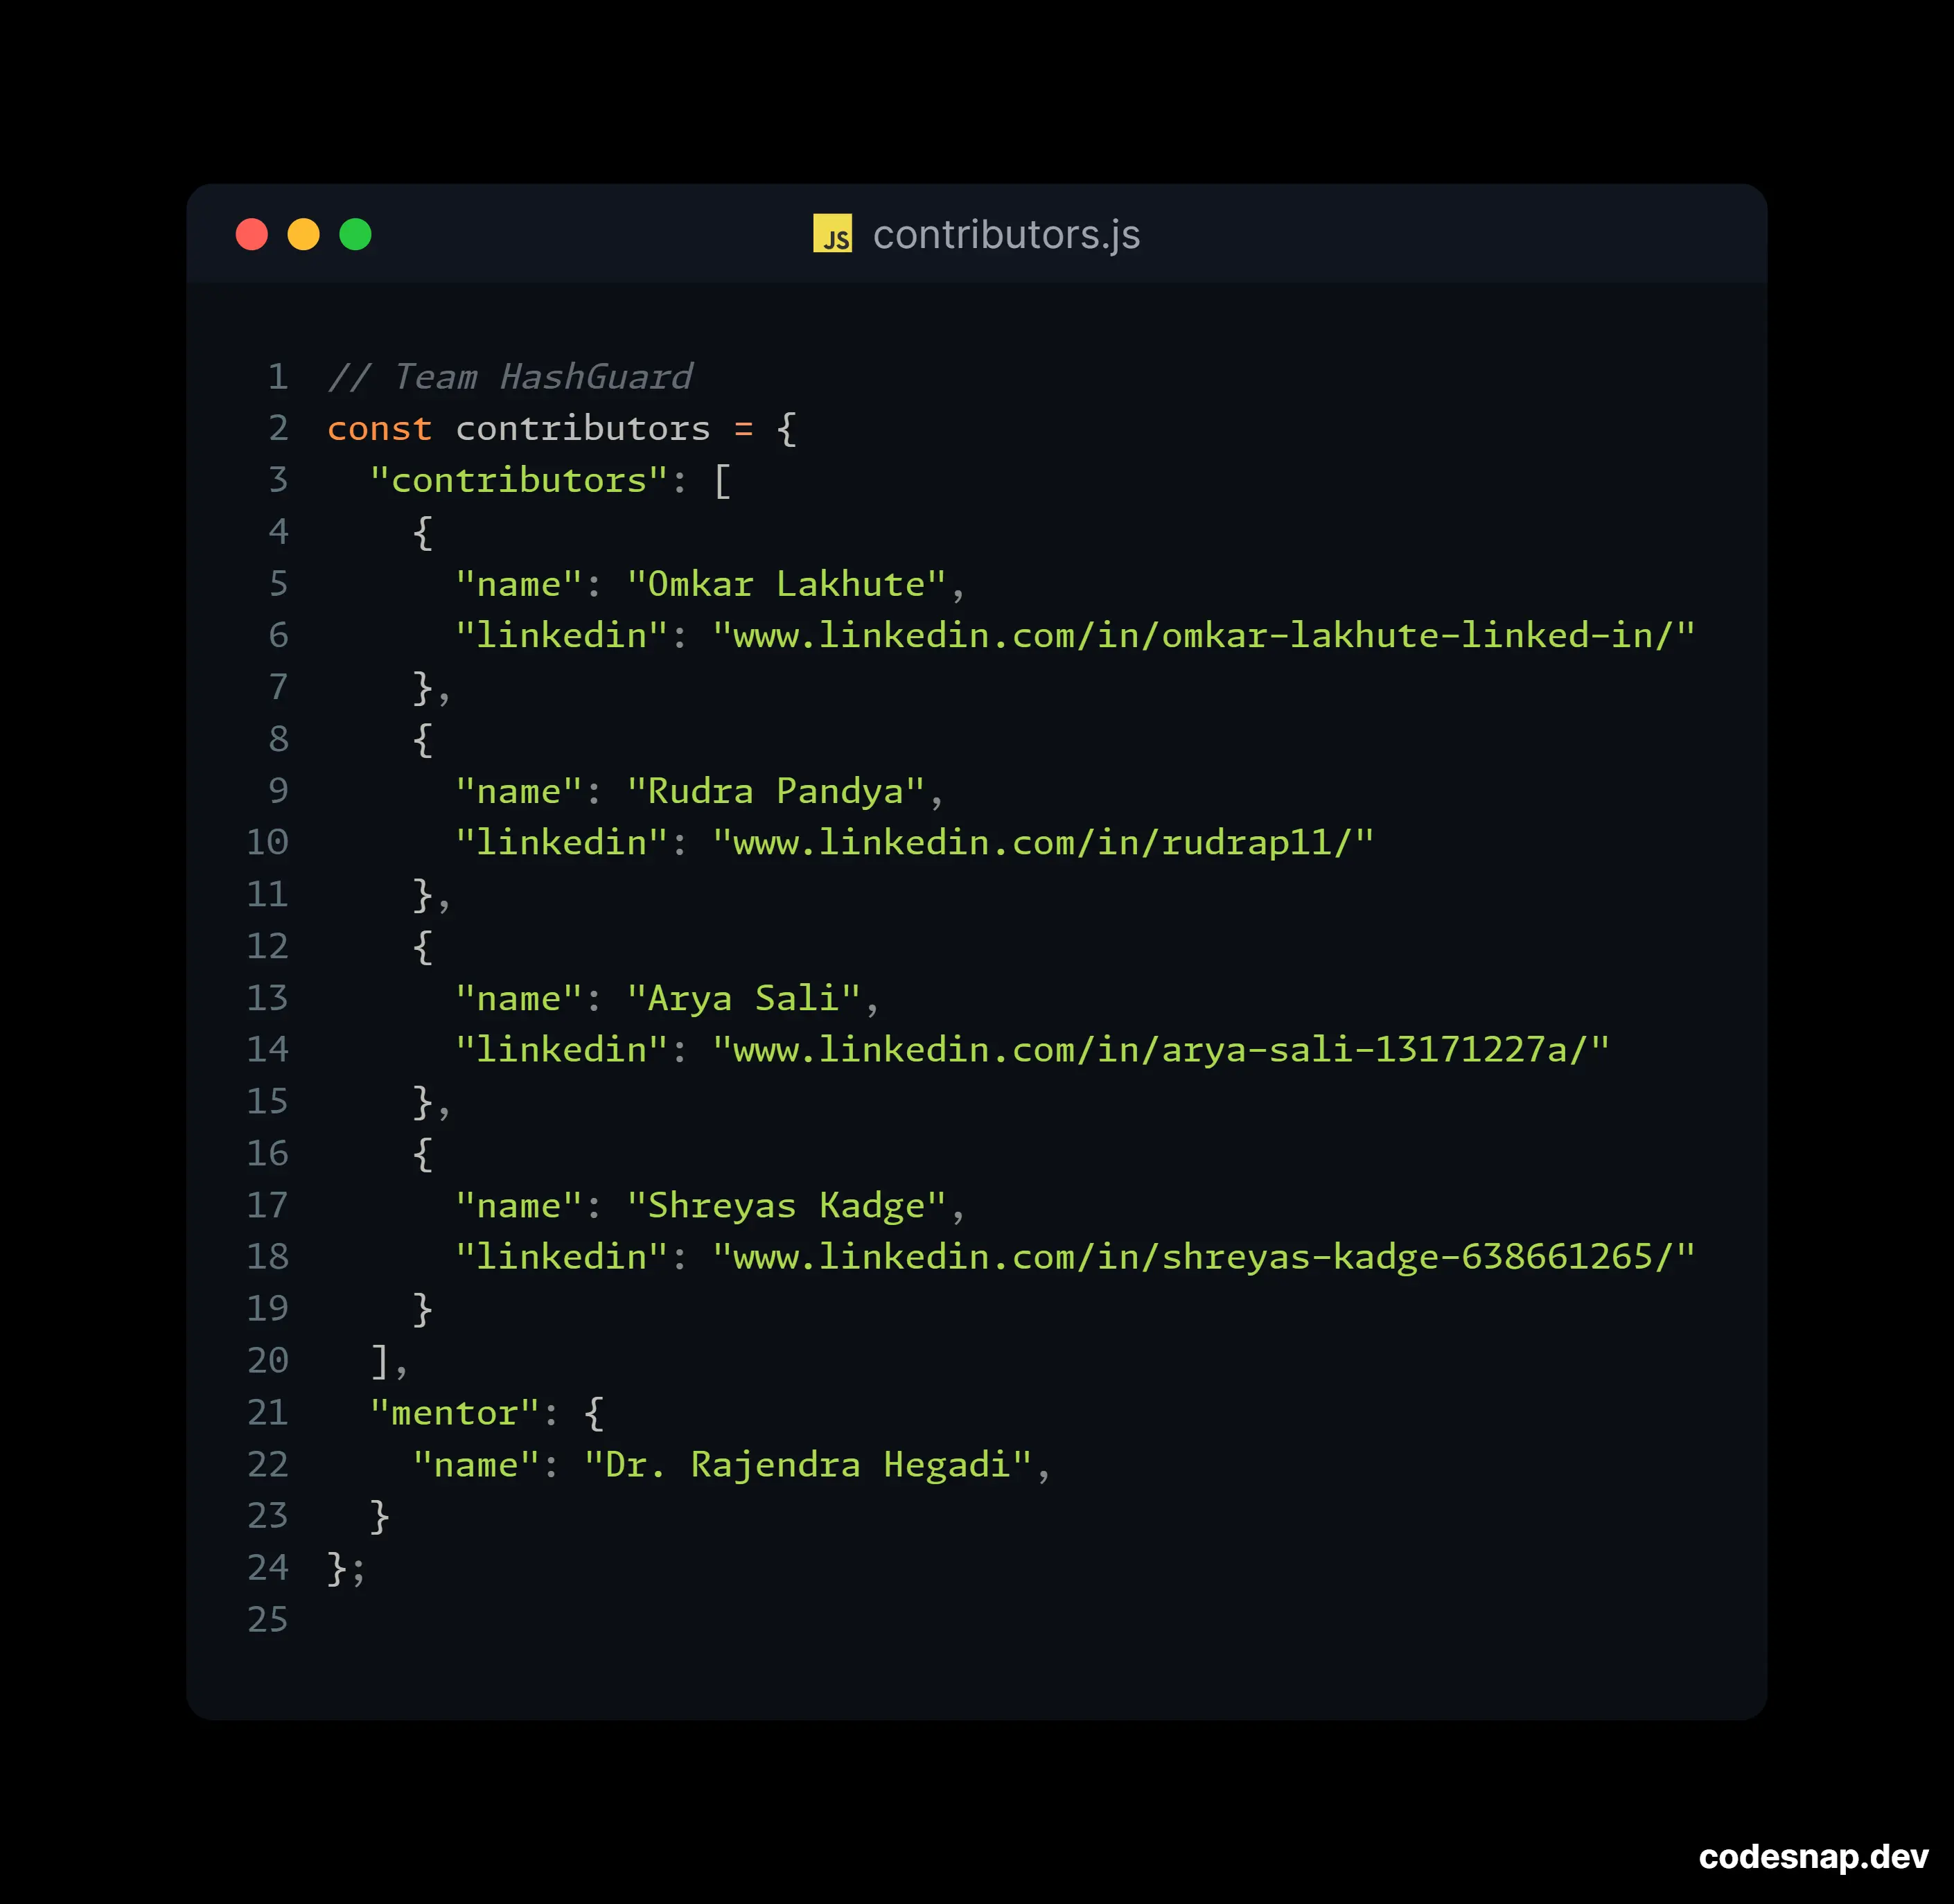 JS contributors.js
1 // Team HashGuard
2 const contributors = {
3   "contributors": [
4     {
5       "name": "Omkar Lakhute",
6       "linkedin": "www.linkedin.com/in/omkar-lakhute-linked-in/"
7     },
8     {
9       "name": "Rudra Pandya",
10       "linkedin": "www.linkedin.com/in/rudrap11/"
11     },
12     {
13       "name": "Arya Sali",
14       "linkedin": "www.linkedin.com/in/arya-sali-13171227a/"
15     },
16     {
17       "name": "Shreyas Kadge",
18       "linkedin": "www.linkedin.com/in/shreyas-kadge-638661265/"
19     }
20   ],
21   "mentor": {
22     "name": "Dr. Rajendra Hegadi",
23   }
24 };
25
codesnap.dev